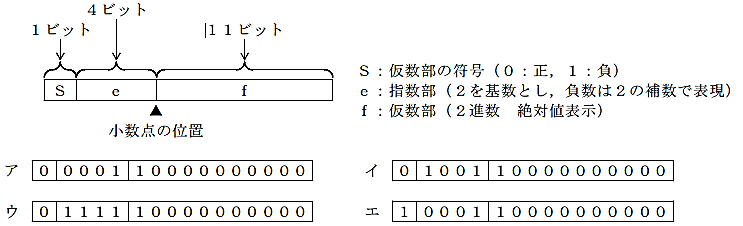 ４ビット
１ビット
１１ビット
S e f
小数点の位置
S：仮数部の符号（０：正，１：負）
e：指数部（２を基数とし，負数は２の補数で表現）
f：仮数部（２進数　絶対値表示）
ア 0 0001 10000000000
イ 0 1001 10000000000
ウ 0 1111 10000000000
エ 1 0001 10000000000